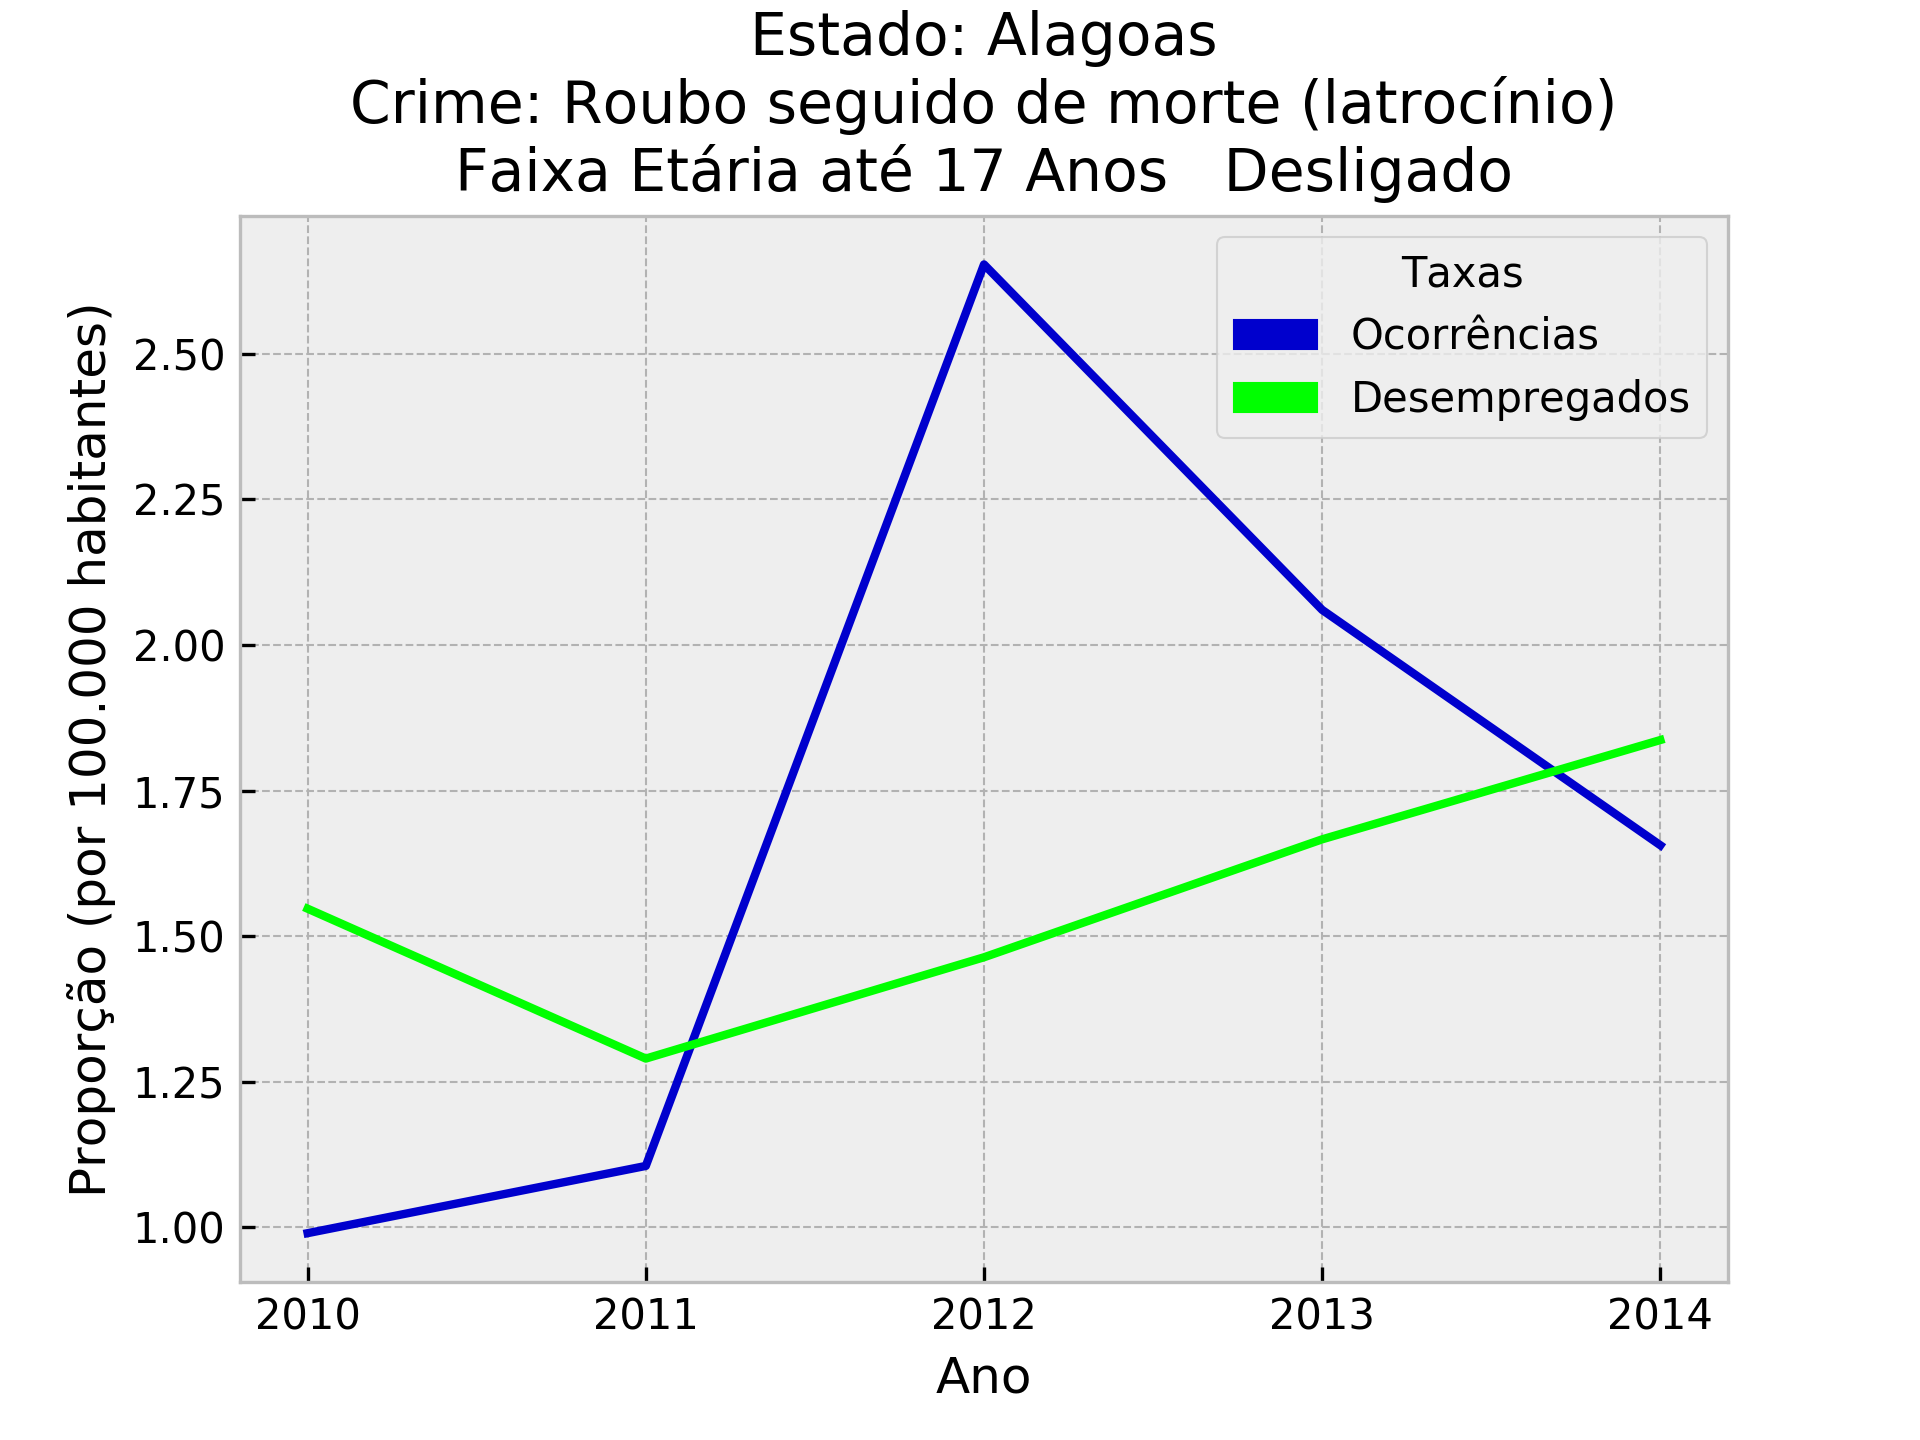 Estado: Alagoas
Crime: Roubo seguido de morte (latrocínio)
Faixa Etária até 17 Anos   Desligado
Taxas
Ocorrências
Desempregados
Proporção (por 100.000 habitantes)
2.50
2.25
2.00
1.75
1.50
1.25
1.00
2010 2011 2012 2013 2014
Ano